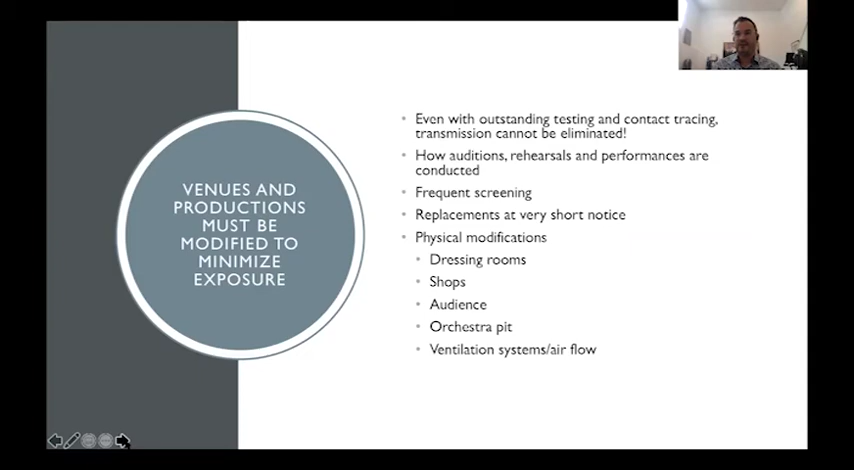 VENUES AND
PRODUCTIONS
MUST BE
MODIFIED TO
MINIMIZE
EXPOSURE
Even with outstanding testing and contact tracing,
transmission cannot be eliminated!
How auditions, rehearsals and performances are
conducted
Frequent screening
Replacements at very short notice
Physical modifications
Dressing rooms
Shops
Audience
Orchestra pit
Ventilation systems/air flow